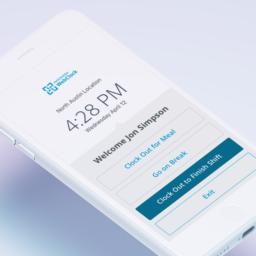 WebClock
North Austin Location
4:28 PM
Wednesday April 12
Welcome Jon Simpson
Clock Out for Meal
Go on Break
Clock Out to Finish Shift
Exit